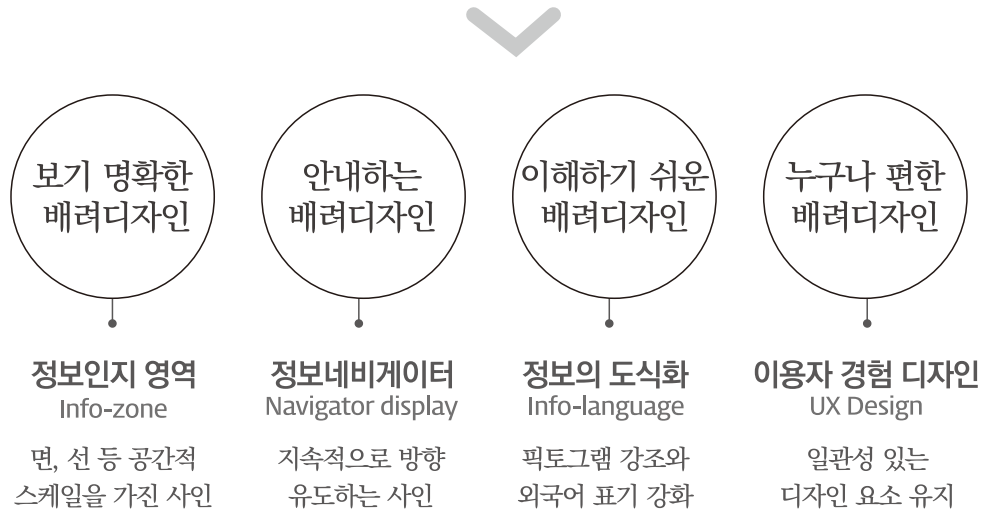 보기 명확한
배려디자인
정보인지 영역
Info-zone
면, 선 등 공간적
스케일을 가진 사인
안내하는
배려디자인
정보네비게이터
Navigator display
지속적으로 방향
유도하는 사인
이해하기 쉬운
배려디자인
정보의 도식화
Info-language
픽토그램 강조와
외국어 표기 강화
누구나 편한
배려디자인
이용자 경험 디자인
UX Design
일관성 있는
디자인 요소 유지